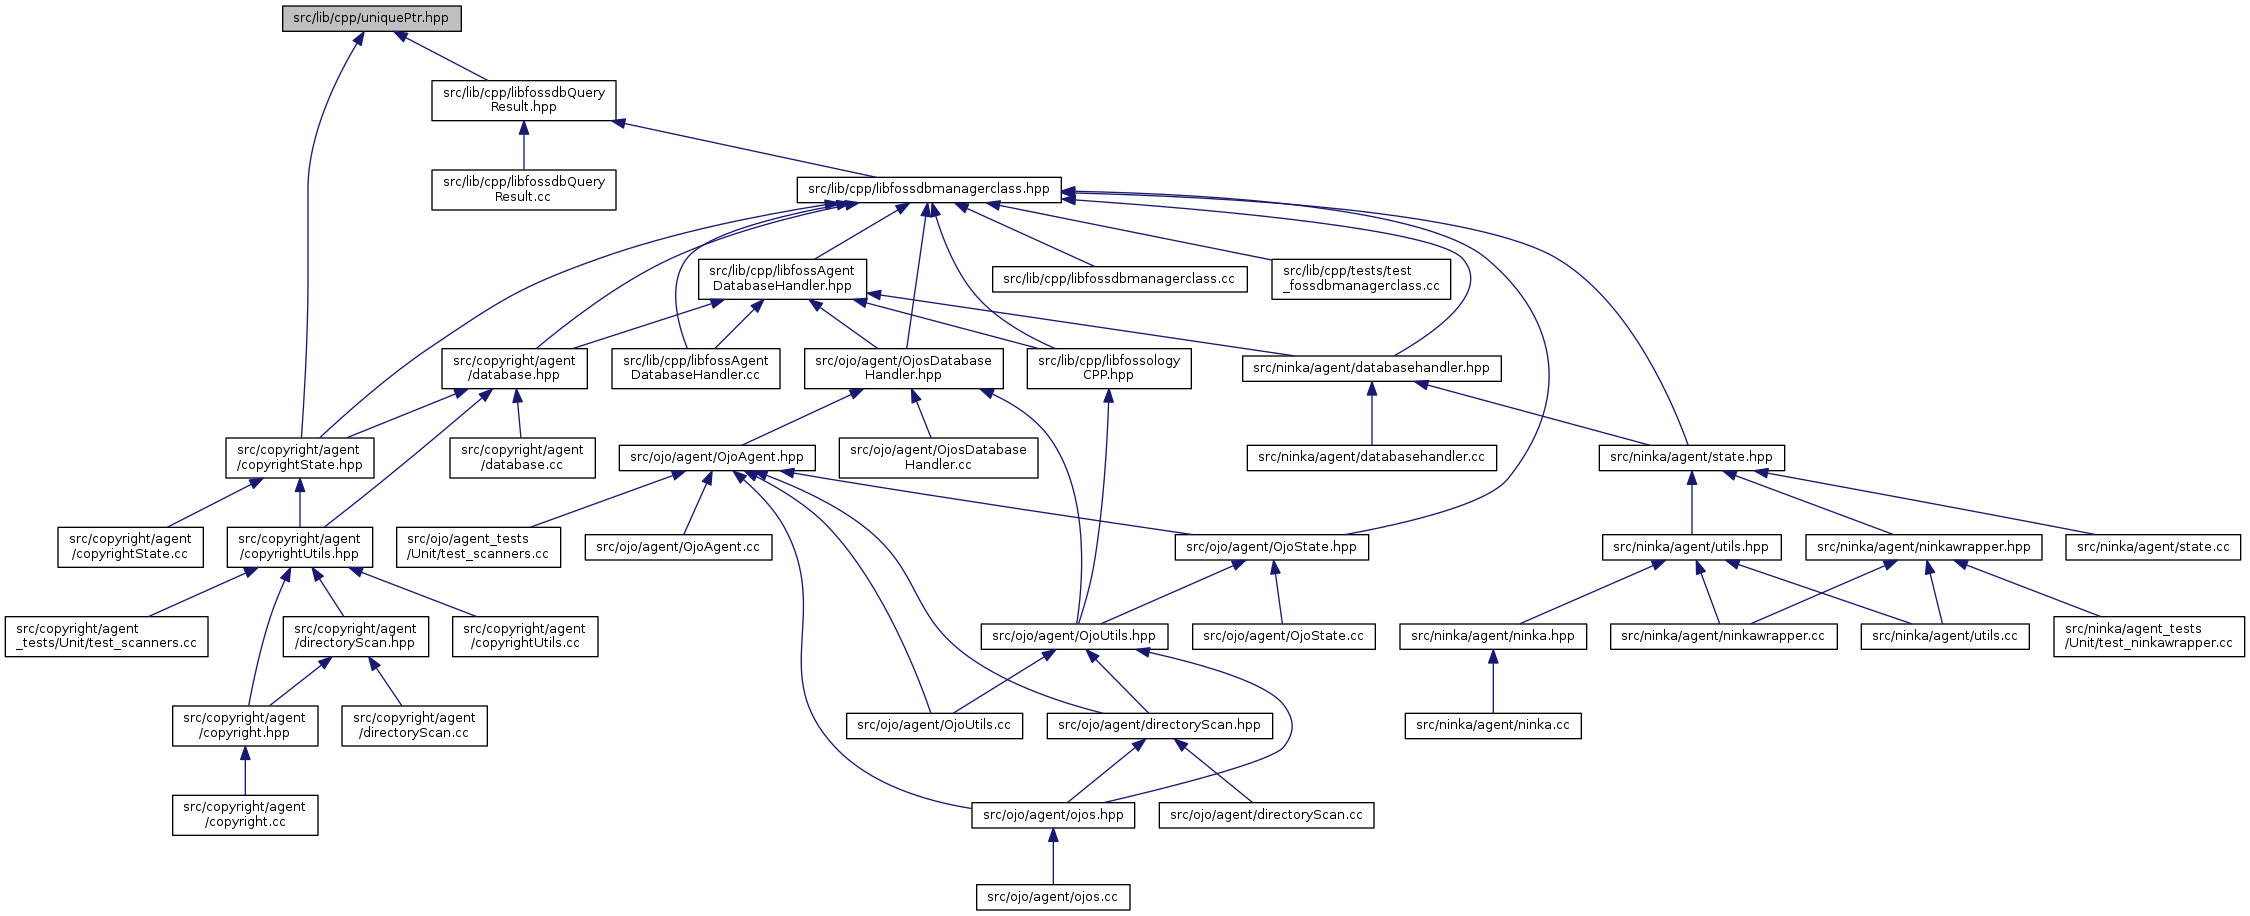 src/lib/cpp/uniquePtr.hpp
src/lib/cpp/libfossdbQuery
Result.hpp
src/lib/cpp/libfossdbQuery
Result.cc
src/lib/cpp/libfossdbmanagerclass.hpp
src/lib/cpp/libfossAgent
DatabaseHandler.hpp
src/lib/cpp/libfossdbmanagerclass.cc
src/lib/cpp/tests/test
_fossdbmanagerclass.cc
src/copyright/agent
/database.hpp
src/lib/cpp/libfossAgent
DatabaseHandler.cc
src/ojo/agent/OjosDatabase
Handler.hpp
src/lib/cpp/libfossology
CPP.hpp
src/ninka/agent/databasehandler.hpp
src/copyright/agent
/copyrightState.hpp
src/copyright/agent
/database.cc
src/ojo/agent/OjoAgent.hpp
src/ojo/agent/OjosDatabase
Handler.cc
src/ninka/agent/databasehandler.cc
src/ninka/agent/state.hpp
src/copyright/agent
/copyrightState.cc
src/copyright/agent
/copyrightUtils.hpp
src/ojo/agent_tests
/Unit/test_scanners.cc
src/ojo/agent/OjoAgent.cc
src/ojo/agent/OjoState.hpp
src/ninka/agent/utils.hpp
src/ninka/agent/ninkawrapper.hpp
src/ninka/agent/state.cc
src/copyright/agent
_tests/Unit/test_scanners.cc
src/copyright/agent
/directoryScan.hpp
src/copyright/agent
/copyrightUtils.cc
src/ojo/agent/OjoUtils.hpp
src/ojo/agent/OjoState.cc
src/ninka/agent/ninka.hpp
src/ninka/agent/ninkawrapper.cc
src/ninka/agent/utils.cc
src/ninka/agent_tests
/Unit/test_ninkawrapper.cc
src/copyright/agent
/copyright.hpp
src/copyright/agent
/directoryScan.cc
src/ojo/agent/OjoUtils.cc
src/ojo/agent/directoryScan.hpp
src/ninka/agent/ninka.cc
src/copyright/agent
/copyright.cc
src/ojo/agent/ojos.hpp
src/ojo/agent/directoryScan.cc
src/ojo/agent/ojos.cc